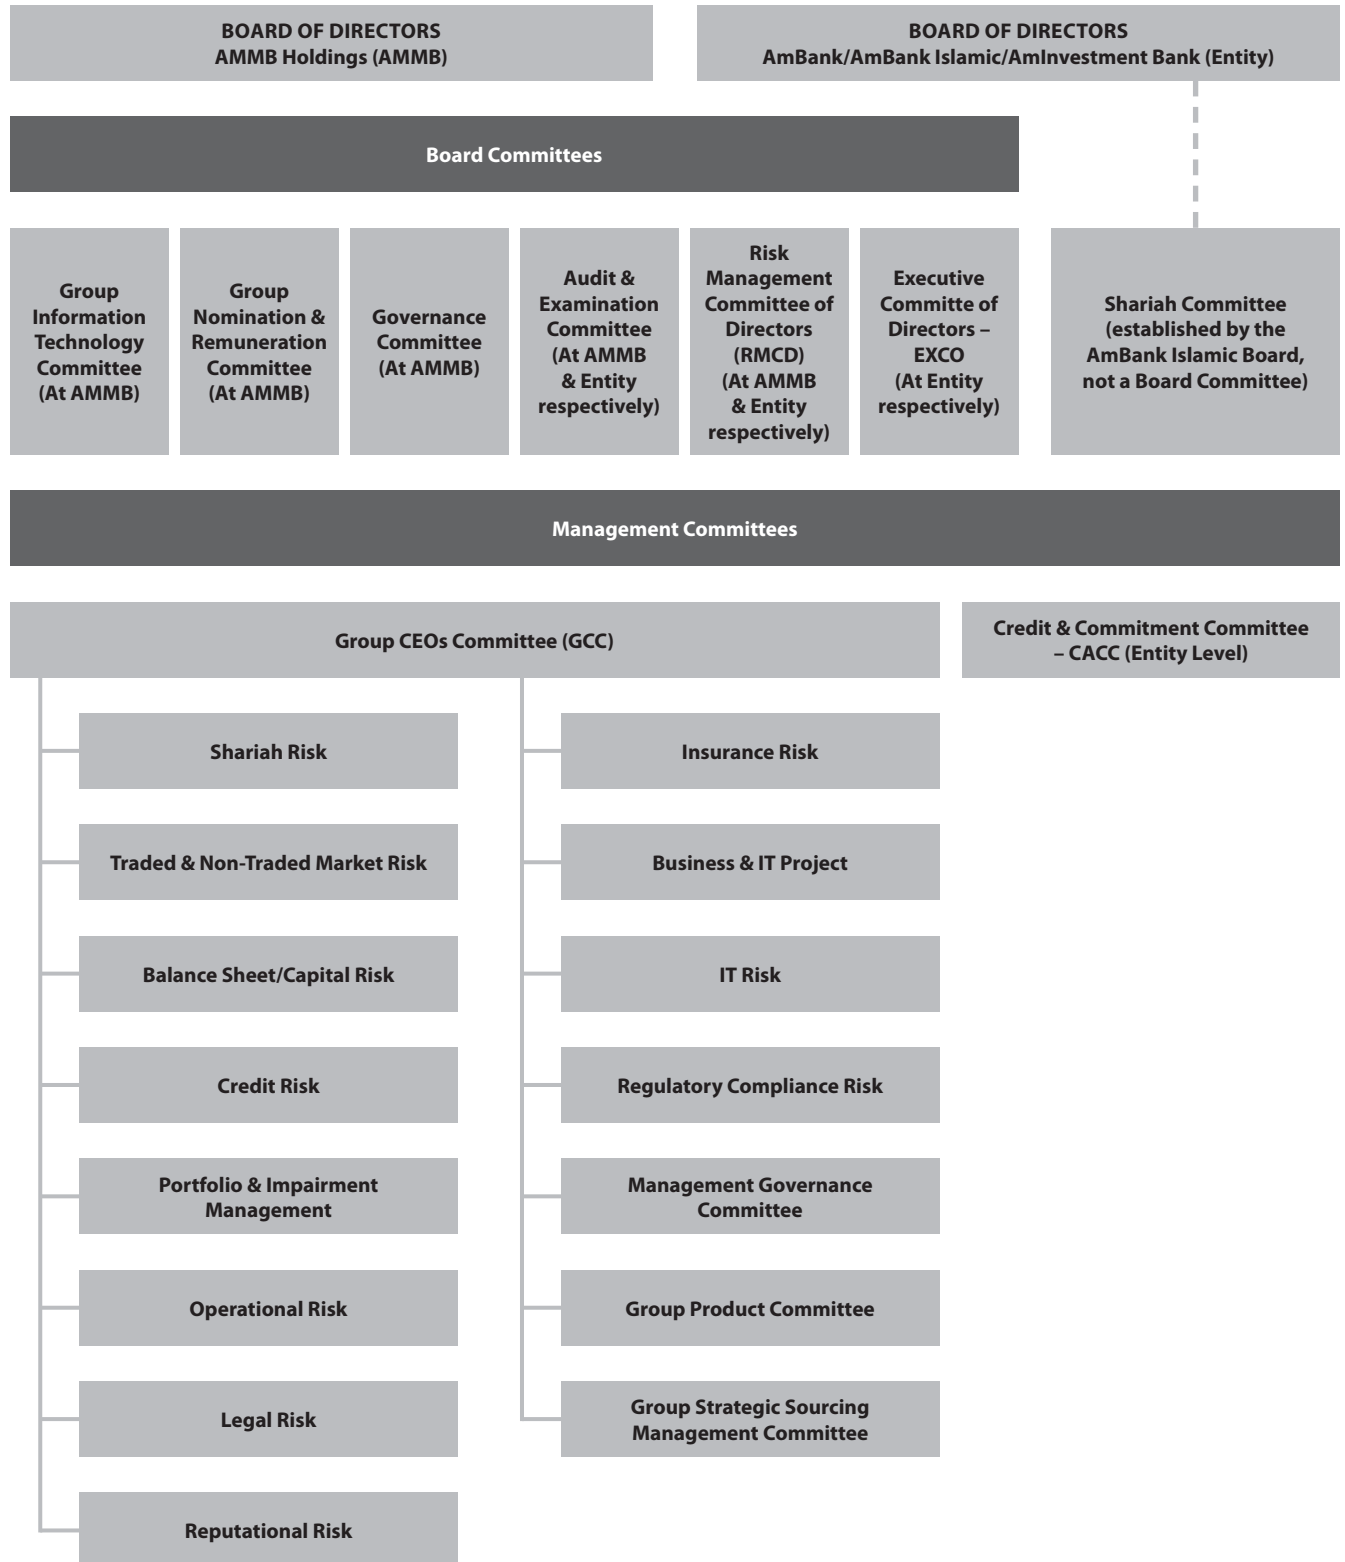 BOARD OF DIRECTORS
AMMB Holdings (AMMB)
BOARD OF DIRECTORS
AmBank/AmBank Islamic/AmInvestment Bank (Entity)
Board Committees
Group
Information
Technology
Committee
(At AMMB)
Group
Nomination &
Remuneration
Committee
(At AMMB)
Governance
Committee
(At AMMB)
Audit &
Examination
Committee
(At AMMB
& Entity
respectively)
Risk
Management
Committee of
Directors
(RMCD)
(At AMMB
& Entity
respectively)
Executive
Committe of
Directors –
EXCO
(At Entity
respectively)
Shariah Committee
(established by the
AmBank Islamic Board,
not a Board Committee)
Management Committees
Group CEOs Committee (GCC)
Credit & Commitment Committee
– CACC (Entity Level)
Shariah Risk
Traded & Non-Traded Market Risk
Balance Sheet/Capital Risk
Credit Risk
Portfolio & Impairment
Management
Operational Risk
Legal Risk
Reputational Risk
Insurance Risk
Business & IT Project
IT Risk
Regulatory Compliance Risk
Management Governance
Committee
Group Product Committee
Group Strategic Sourcing
Management Committee